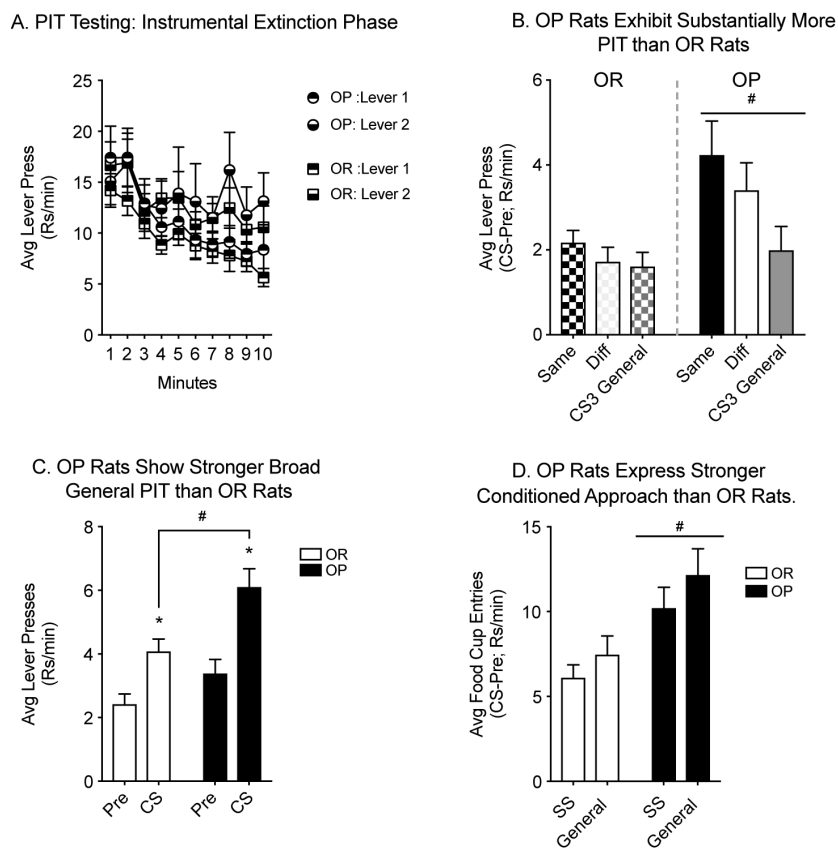 A. PIT Testing: Instrumental Extinction Phase
25
20
15
10
5
0
Avg Lever Press
(Rs/min)
1 2 3 4 5 6 7 8 9 10
Minutes
OP :Lever 1
OP: Lever 2
OR :Lever 1
OR: Lever 2
B. OP Rats Exhibit Substantially More
PIT than OR Rats
OR
OP
#
6
4
2
0
Avg Lever Press
(CS-Pre; Rs/min)
Same
Diff
CS3 General
Same
Diff
CS3 General
C. OP Rats Show Stronger Broad
General PIT than OR Rats
8
6
4
2
0
Avg Lever Presses
(Rs/min)
#
*
*
Pre
CS
Pre
CS
OR
OP
D. OP Rats Express Stronger
Conditioned Approach than OR Rats.
15
10
5
0
Avg Food Cup Entries
(CS-Pre; Rs/min)
#
SS
General
SS
General
OR
OP